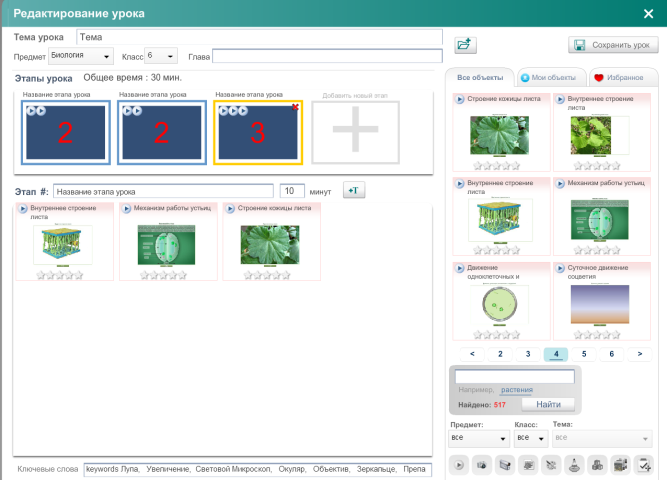 Редактирование урока
Тема урока Тема
Сохранить урок
Предмет Биология Класс 6 Глава
Этапы урока Общее время : 30 мин.
Все объекты Мои объекты Избранное
Название этапа урока Название этапа урока Название этапа урока Добавить новый этап
2 2 3
Этап #: Название этапа урока 10 минут +T
Внутреннее строение листа
Механизм работы устьиц
Строение кожицы листа
Строение кожицы листа
Внутреннее строение листа
Внутреннее строение листа
Механизм работы устьиц
Движение одноклеточных и
Суточное движение соцветия
< 2 3 4 5 6 >
Например, растения
Найдено: 517 Найти
Предмет: Класс: Тема:
все все все
Ключевые слова keywords Лупа, Увеличение, Световой Микроскоп, Окуляр, Объектив, Зеркальце, Препа